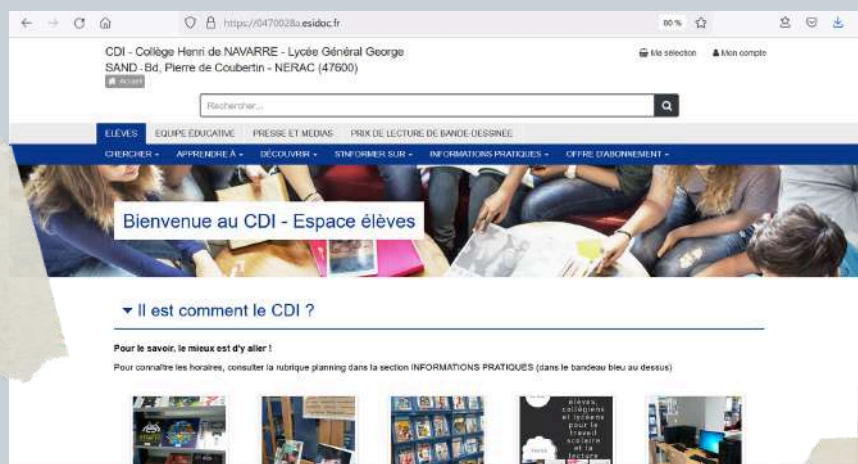 https://0470028a.esidoc.fr
80 %
CDI - Collège Henri de NAVARRE - Lycée Général George
SAND - Bd, Pierre de Coubertin - NERAC (47600)
Ma sélection
Mon compte
Accueil
Rechercher...
ELÈVES
EQUIPE ÉDUCATIVE
PRESSE ET MEDIAS
PRIX DE LECTURE DE BANDE DESSINÉE
CHERCHER
APPRENDRE À
DÉCOUVRIR
S'INFORMER SUR
INFORMATIONS PRATIQUES
OFFRE D'ABONNEMENT
Bienvenue au CDI - Espace élèves
Il est comment le CDI ?
Pour le savoir, le mieux est d'y aller !
Pour connaître les horaires, consulter la rubrique planning dans la section INFORMATIONS PRATIQUES (dans le bandeau bleu au dessus)
élèves,
collégiens
et lycéens
pour le
travail
scolaire
et la
lecture